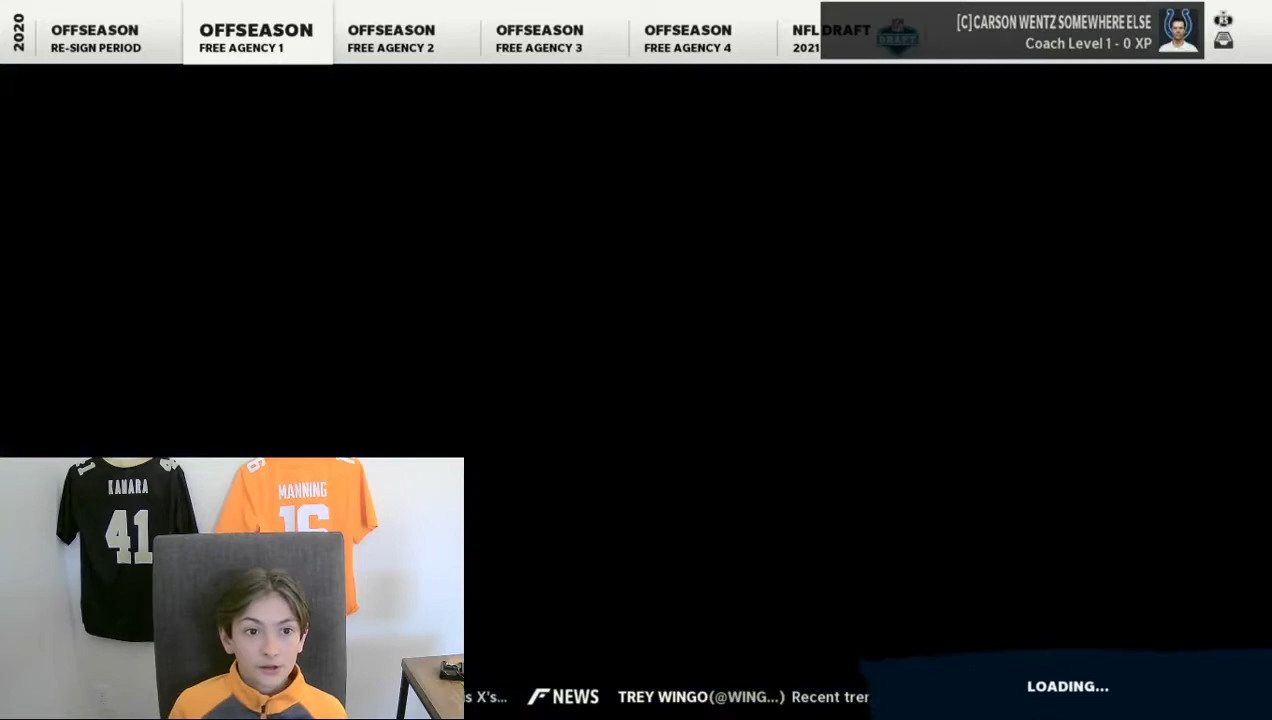 2020
OFFSEASON
RE-SIGN PERIOD
OFFSEASON
FREE AGENCY 1
OFFSEASON
FREE AGENCY 2
OFFSEASON
FREE AGENCY 3
OFFSEASON
FREE AGENCY 4
NFL DRAFT
2021
[C]CARSON WENTZ SOMEWHERE ELSE
Coach Level 1 - 0 XP
KAMARA
41
MANNING
16
LOADING...
is X's... NEWS TREY WINGO(@WING...) Recent trer